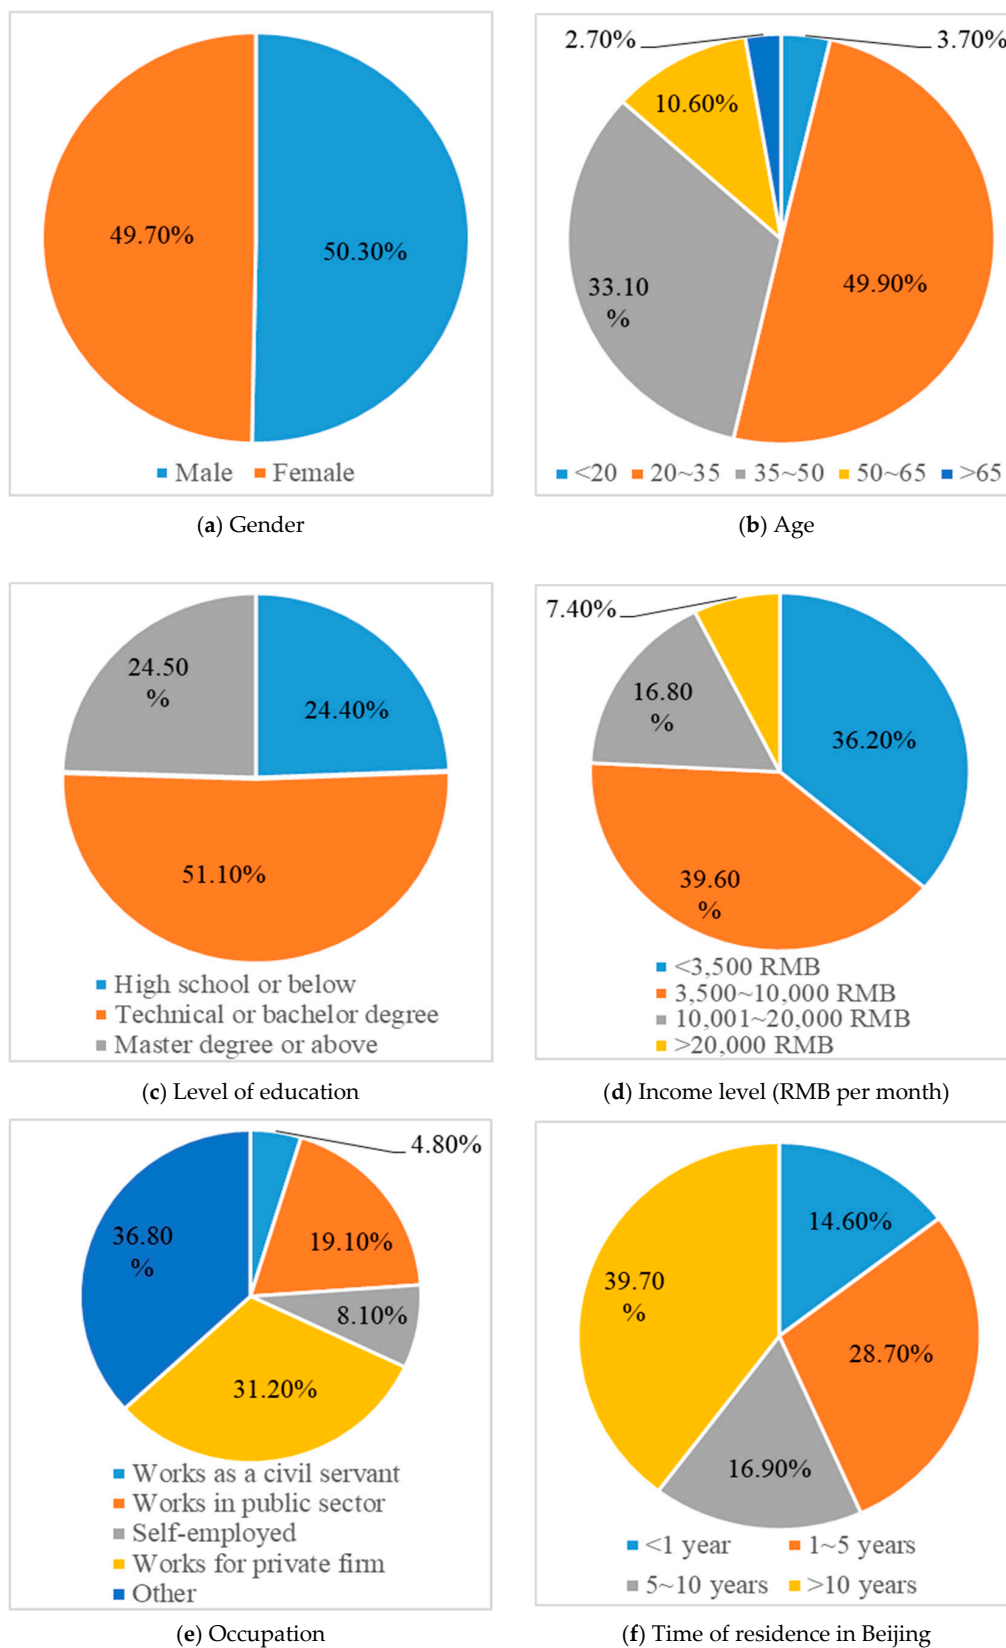 49.70%
50.30%
Male Female
(a) Gender
2.70%
3.70%
10.60%
33.10
%
49.90%
<20 20~35 35~50 50~65 >65
(b) Age
24.50
%
24.40%
51.10%
High school or below
Technical or bachelor degree
Master degree or above
(c) Level of education
7.40%
16.80
%
36.20%
39.60
%
<3,500 RMB
3,500~10,000 RMB
10,001~20,000 RMB
>20,000 RMB
(d) Income level (RMB per month)
4.80%
36.80
%
19.10%
8.10%
31.20%
Works as a civil servant
Works in public sector
Self-employed
Works for private firm
Other
(e) Occupation
14.60%
39.70
%
28.70%
16.90%
<1 year 1~5 years
5~10 years >10 years
(f) Time of residence in Beijing